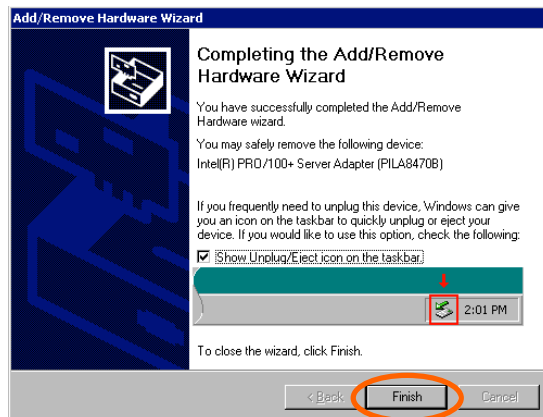 Add/Remove Hardware Wizard
Completing the Add/Remove
Hardware Wizard
You have successfully completed the Add/Remove
Hardware wizard.
You may safely remove the following device:
Intel(R) PRO/100+ Server Adapter (PILA8470B)
If you frequently need to unplug this device, Windows can give
you an icon on the taskbar to quickly unplug or eject your
device. If you would like to use this option, check the following:
Show Unplug/Eject icon on the taskbar.
2:01 PM
To close the wizard, click Finish.
< Back Finish Cancel